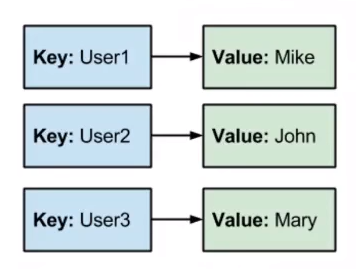 Key: User1
Value: Mike
Key: User2
Value: John
Key: User3
Value: Mary